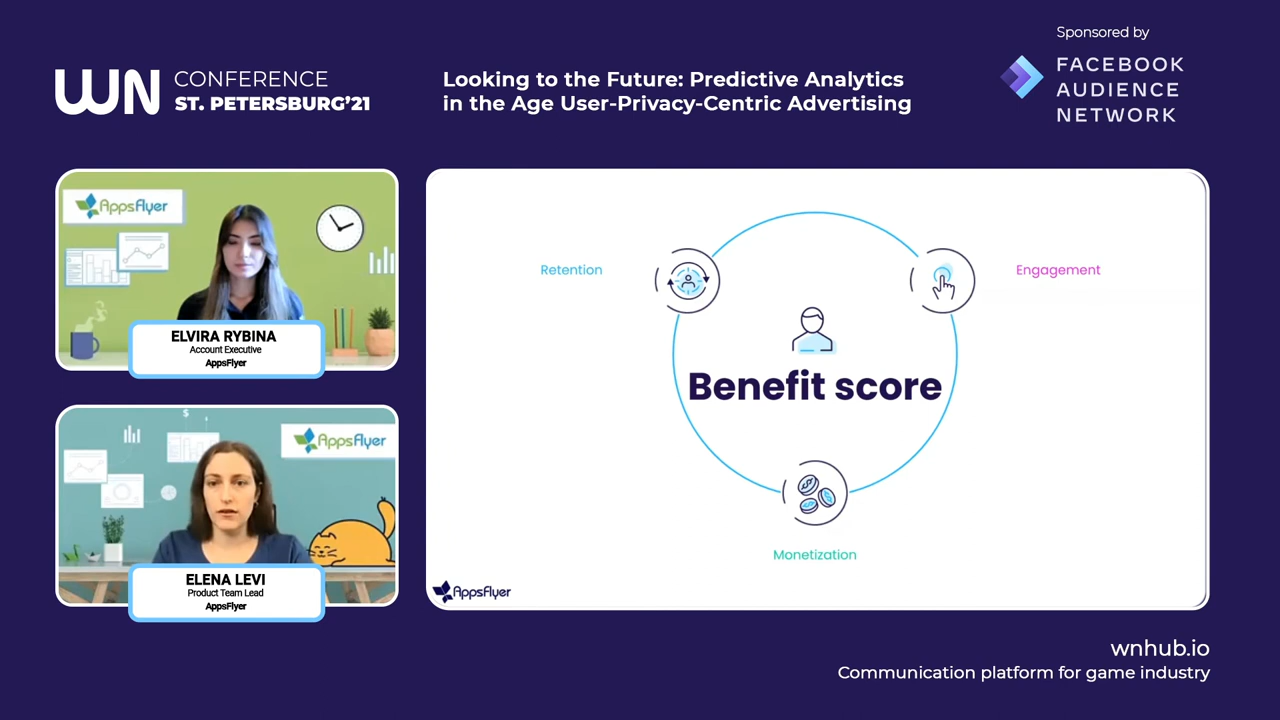 Sponsored by
WN CONFERENCE
ST. PETERSBURG'21
Looking to the Future: Predictive Analytics
in the Age User-Privacy-Centric Advertising
FACEBOOK
AUDIENCE
NETWORK
AppsFlyer
ELVIRA RYBINA
Account Executive
AppsFlyer
$
AppsFlyer
ELENA LEVI
Product Team Lead
AppsFlyer
Retention
Engagement
Benefit score
Monetization
AppsFlyer
wnhub.io
Communication platform for game industry